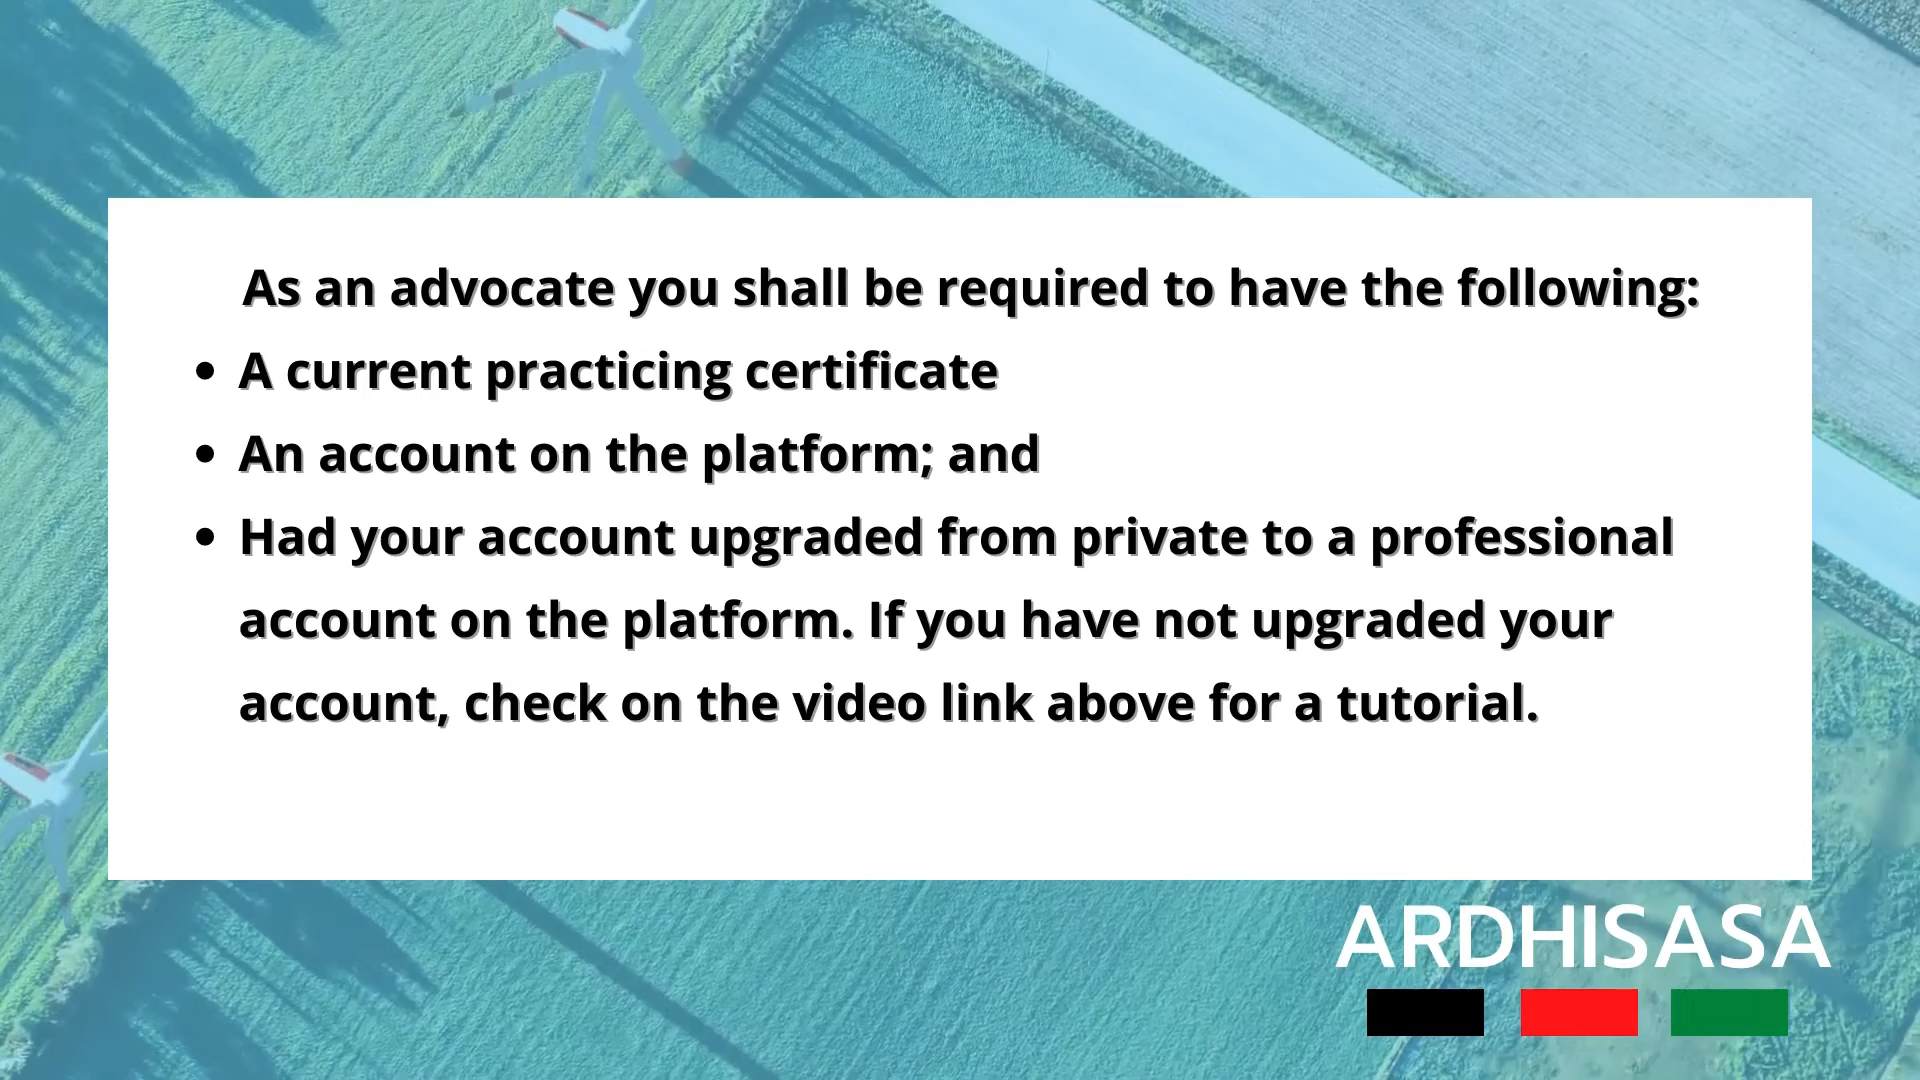 As an advocate you shall be required to have the following:
• A current practicing certificate
• An account on the platform; and
• Had your account upgraded from private to a professional
account on the platform. If you have not upgraded your
account, check on the video link above for a tutorial.
ARDHISASA